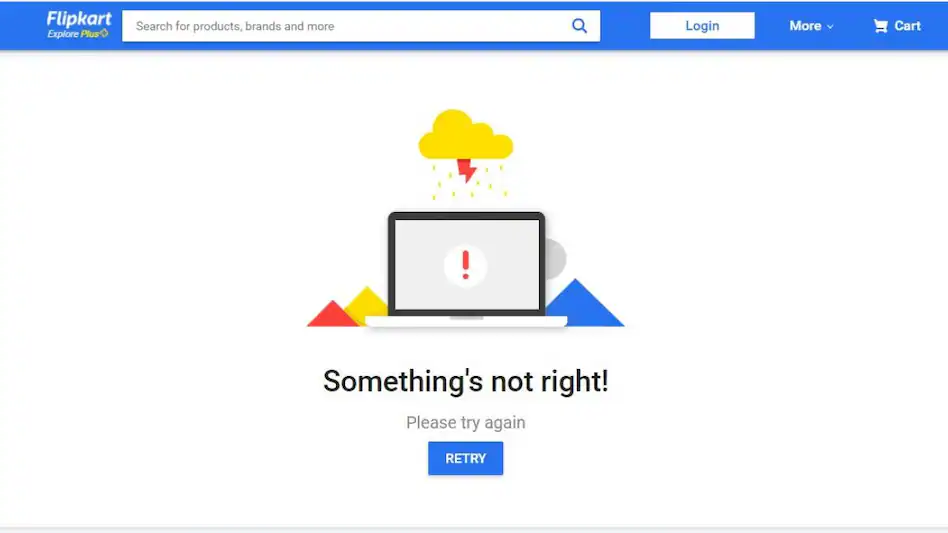 Flipkart
Explore Plus
Search for products, brands and more
Login
More
Cart
Something's not right!
Please try again
RETRY